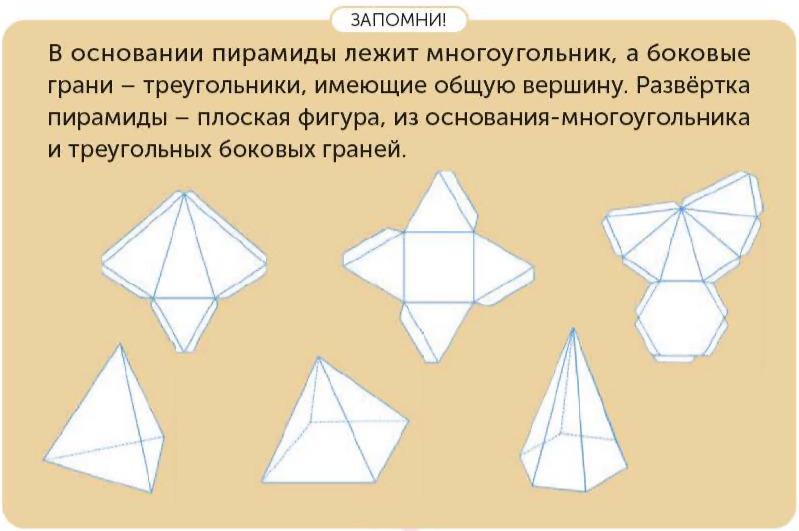 ЗАПОМНИ!
В основании пирамиды лежит многоугольник, а боковые
грани – треугольники, имеющие общую вершину. Развёртка
пирамиды – плоская фигура, из основания-многоугольника
и треугольных боковых граней.